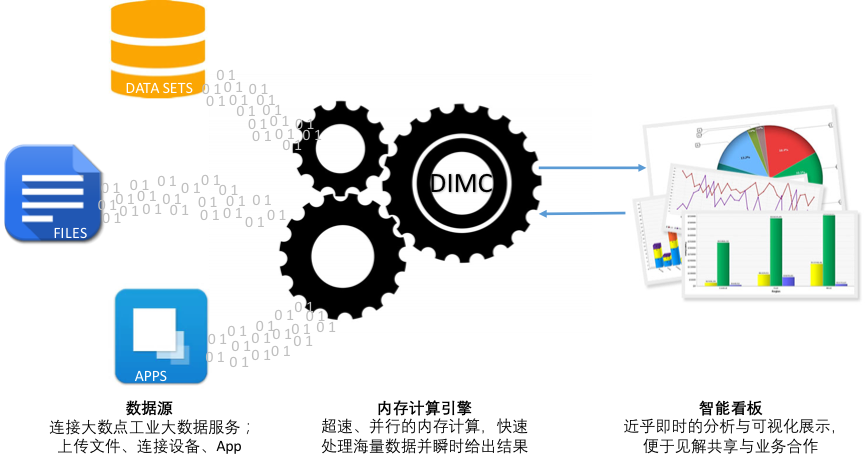 DATA SETS
FILES
APPS
DIMC
数据源
连接大数点工业大数据服务；
上传文件、连接设备、App
内存计算引擎
超速、并行的内存计算，快速
处理海量数据并瞬时给出结果
智能看板
近乎即时的分析与可视化展示，
便于见解共享与业务合作